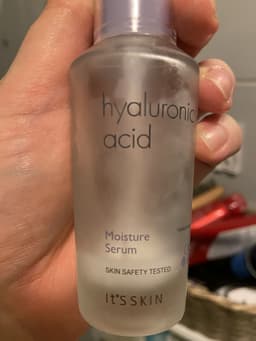 hyaluronic
acid
Moisture
Serum
SKIN SAFETY TESTED
It'S SKIN